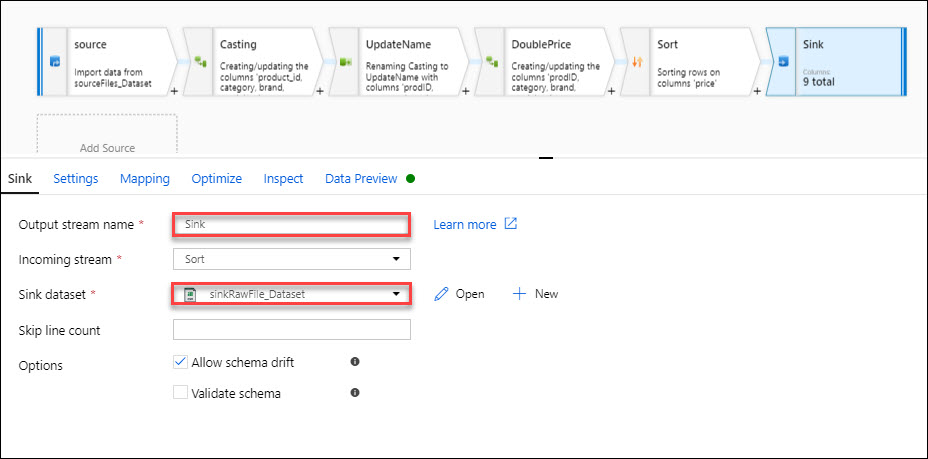 source
Import data from
sourceFiles_Dataset
+
Casting
Creating/updating the
columns 'product_id,
category, brand,
+
UpdateName
Renaming Casting to
UpdateName with
columns 'prodID,
+
DoublePrice
Creating/updating the
columns 'prodID,
category, brand,
+
Sort
Sorting rows on
columns 'price'
+
Sink
Columns:
9 total
Add Source
Sink Settings Mapping Optimize Inspect Data Preview
Output stream name * Sink Learn more
Incoming stream * Sort
Sink dataset * sinkRawFile_Dataset Open + New
Skip line count
Options Allow schema drift
Validate schema